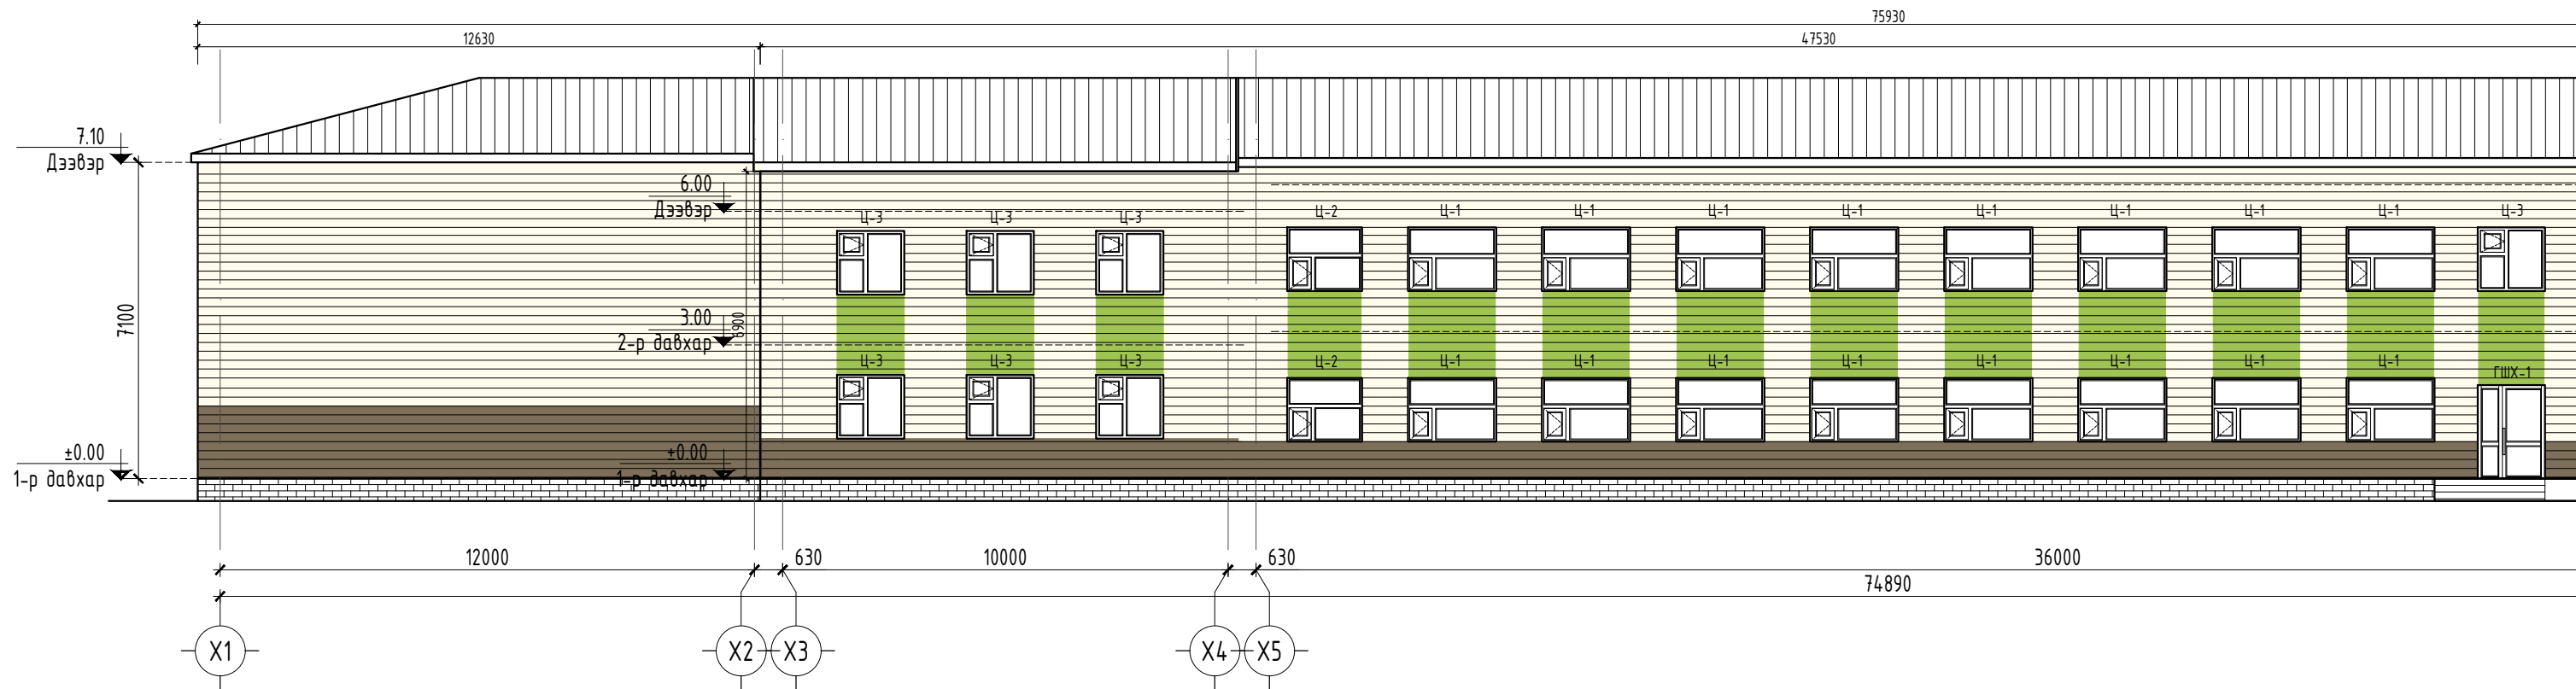 75930
12630
47530
7.10
Дээвэр
6.00
Дээвэр
Ц-3 Ц-3 Ц-3 Ц-2 Ц-1 Ц-1 Ц-1 Ц-1 Ц-1 Ц-1 Ц-1 Ц-1 Ц-3
7100
3.00
6900
2-р давхар
Ц-3 Ц-3 Ц-3 Ц-2 Ц-1 Ц-1 Ц-1 Ц-1 Ц-1 Ц-1 Ц-1 Ц-1 ГШХ-1
±0.00
1-р давхар
±0.00
1-р давхар
12000 630 10000 630 36000
74890
X1 X2 X3 X4 X5